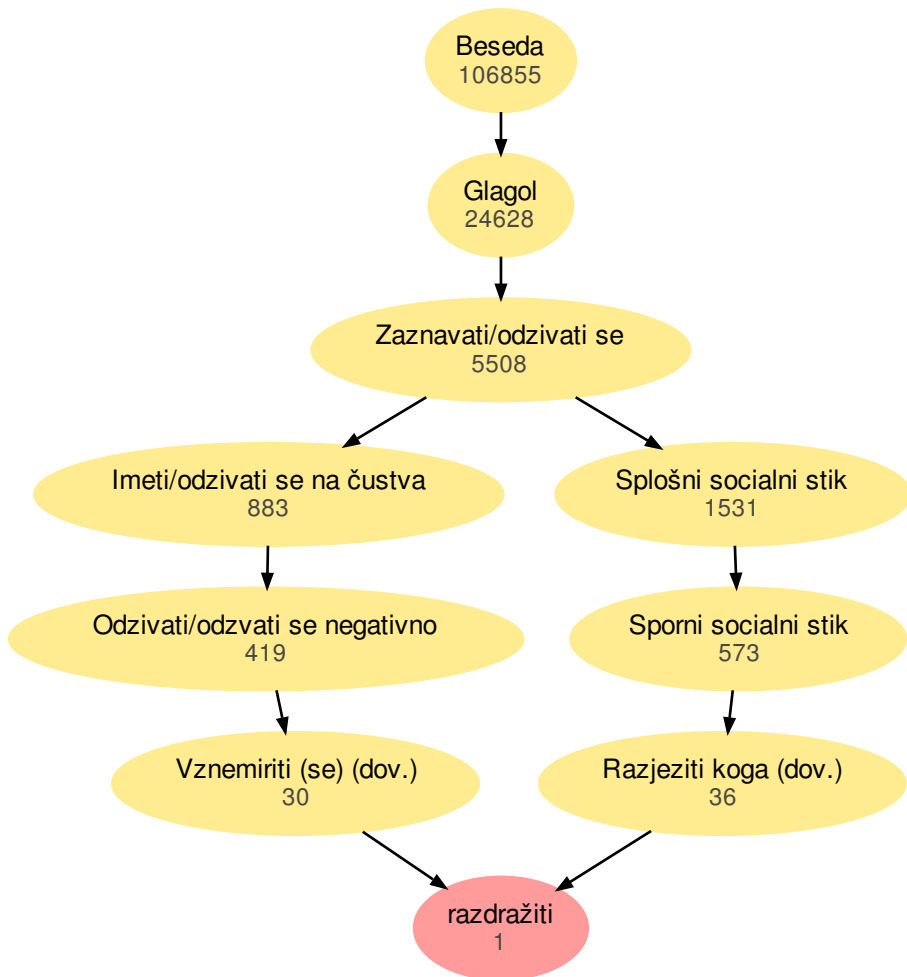 Beseda
106855
Glagol
24628
Zaznavati/odzivati se
5508
Imeti/odzivati se na čustva
883
Splošni socialni stik
1531
Odzivati/odzvati se negativno
419
Sporni socialni stik
573
Vznemiriti (se) (dov.)
30
Razjeziti koga (dov.)
36
razdražiti
1